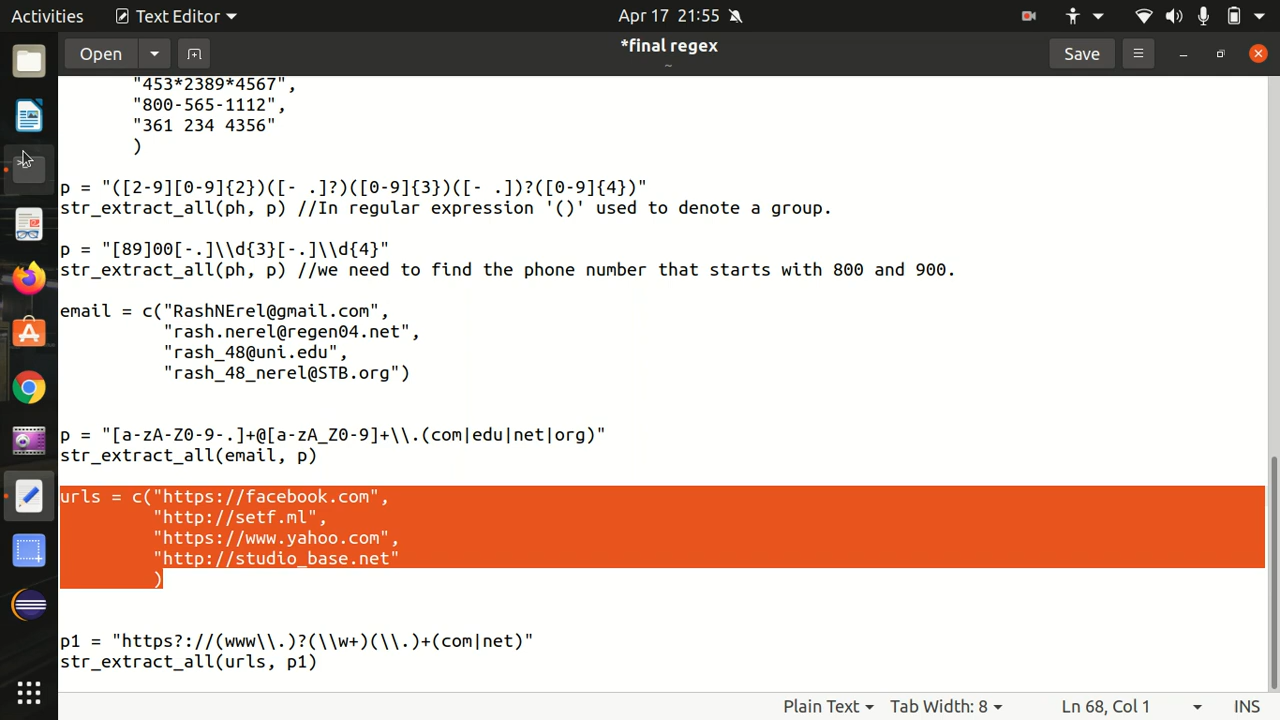 Activities Text Editor Apr 17 21:55
Open *final regex Save
~
"453*2389*4567",
"800-565-1112",
"361 234 4356"
)
p = "([2-9][0-9]{2})([- .]?)([0-9]{3})([- .])?([0-9]{4})"
str_extract_all(ph, p) //In regular expression '()' used to denote a group.
p = "[89]00[-.]\\d{3}[-.]\\d{4}"
str_extract_all(ph, p) //we need to find the phone number that starts with 800 and 900.
email = c("RashNErel@gmail.com",
"rash.nerel@regen04.net",
"rash_48@uni.edu",
"rash_48_nerel@STB.org")
p = "[a-zA-Z0-9-.]+@[a-zA_Z0-9]+\\.(com|edu|net|org)"
str_extract_all(email, p)
urls = c("https://facebook.com",
"http://setf.ml",
"https://www.yahoo.com",
"http://studio_base.net"
)
p1 = "https?://(www\\.)?(\\w+)(\\.)+(com|net)"
str_extract_all(urls, p1)
Plain Text Tab Width: 8 Ln 68, Col 1 INS